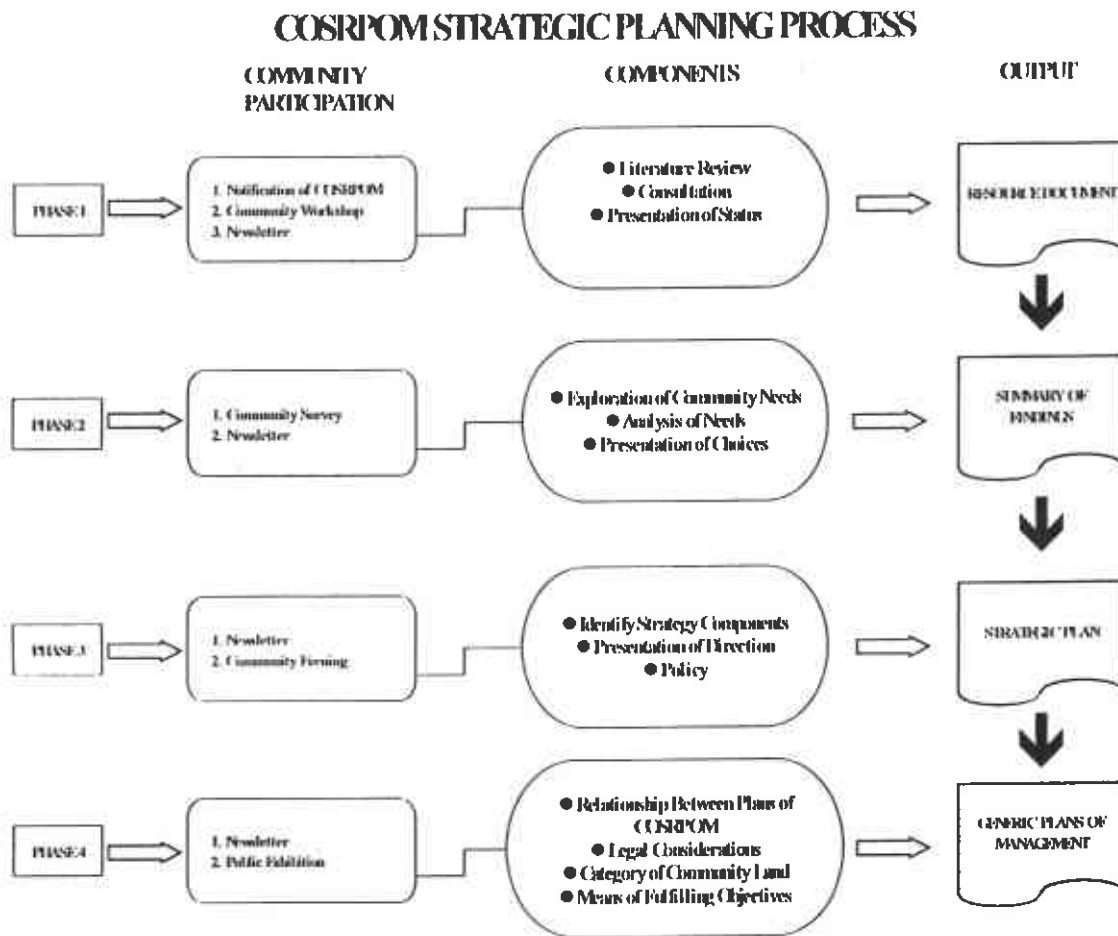 COSRPOM STRATEGIC PLANNING PROCESS
COMMUNITY
PARTICIPATION
COMPONENTS
OUTPUT
PHASE 1
1. Notification of COSRPOM
2. Community Workshop
3. Newsletter
● Literature Review
● Consultation
● Presentation of Status
RESOURCE DOCUMENT
PHASE 2
1. Community Survey
2. Newsletter
● Exploration of Community Needs
● Analysis of Needs
● Presentation of Choices
SUMMARY OF
FINDINGS
PHASE 3
1. Newsletter
2. Community
● Identify Strategy Components
● Presentation of Direction
● Policy
STRATEGIC PLAN
PHASE 4
1. Newsletter
2. Public Exhibition
● Relationship Between Plans of
COSRPOM
● Legal Considerations
● Category of Community Land
● Means of Fulfilling Objectives
GENERIC PLANS OF
MANAGEMENT